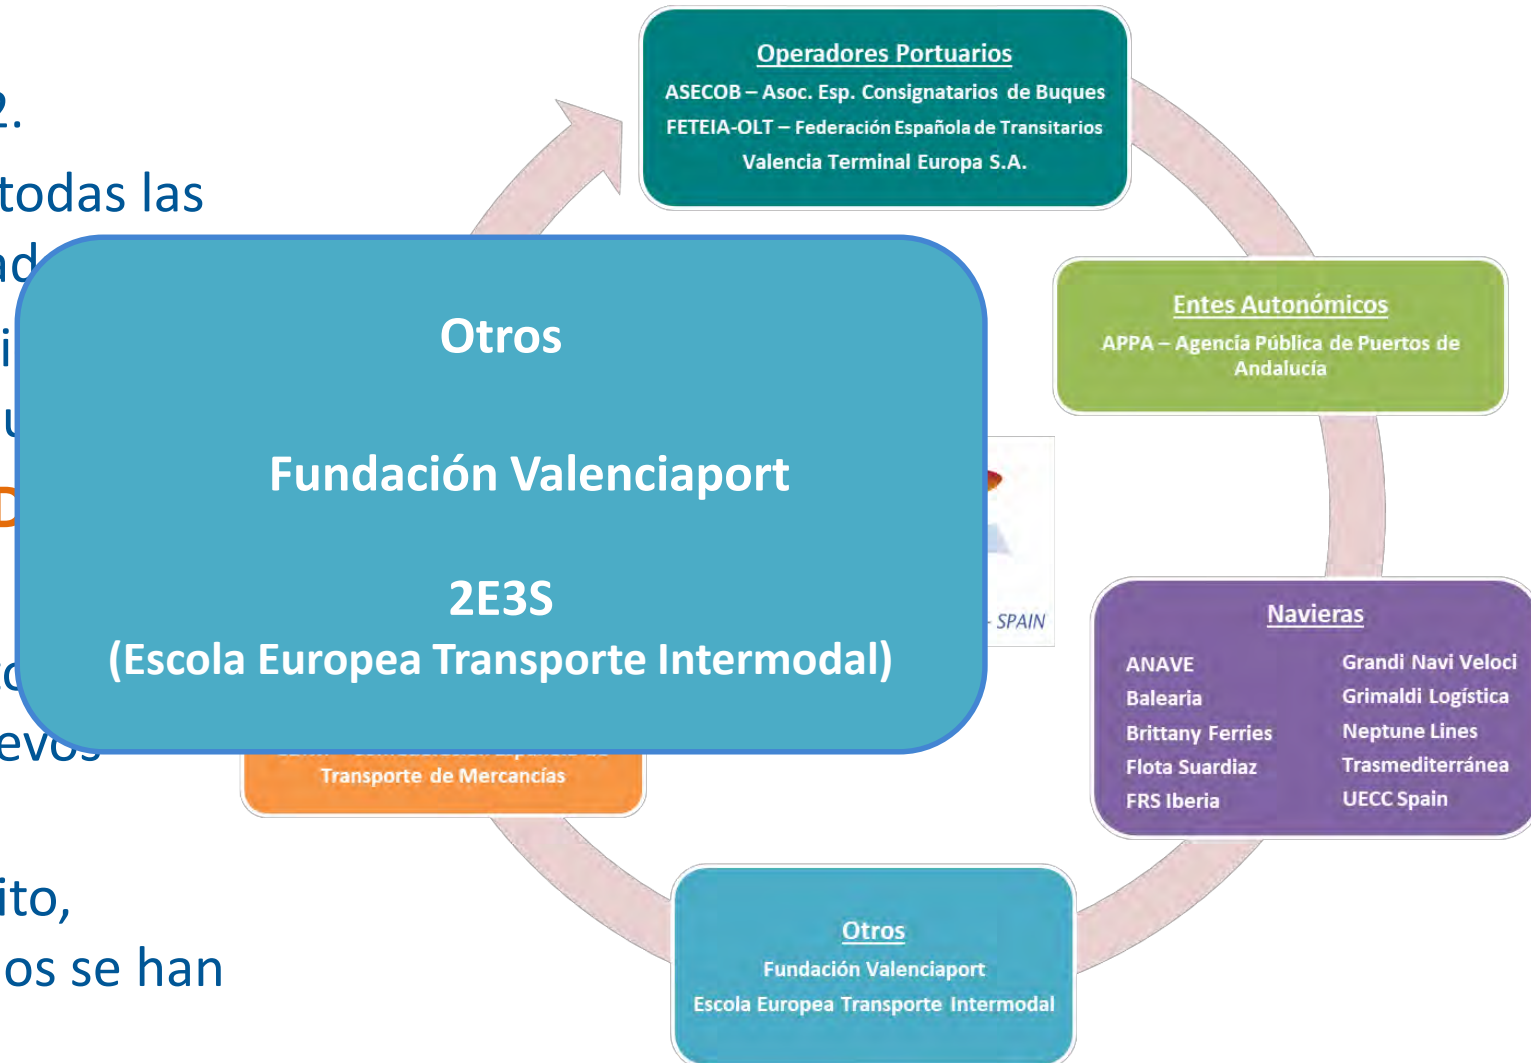 2.
todas las
Otros
Fundación Valenciaport
2E3S
(Escola Europea Transporte Intermodal)
evos
ito,
os se han
Operadores Portuarios
ASECOB – Asoc. Esp. Consignatarios de Buques
FETEIA-OLT – Federación Española de Transitarios
Valencia Terminal Europa S.A.
Entes Autonómicos
APPA – Agencia Pública de Puertos de
Andalucía
- SPAIN
Navieras
ANAVE
Balearia
Brittany Ferries
Flota Suardiaz
FRS Iberia
Grandi Navi Veloci
Grimaldi Logística
Neptune Lines
Trasmediterránea
UECC Spain
Transporte de Mercancías
Otros
Fundación Valenciaport
Escola Europea Transporte Intermodal